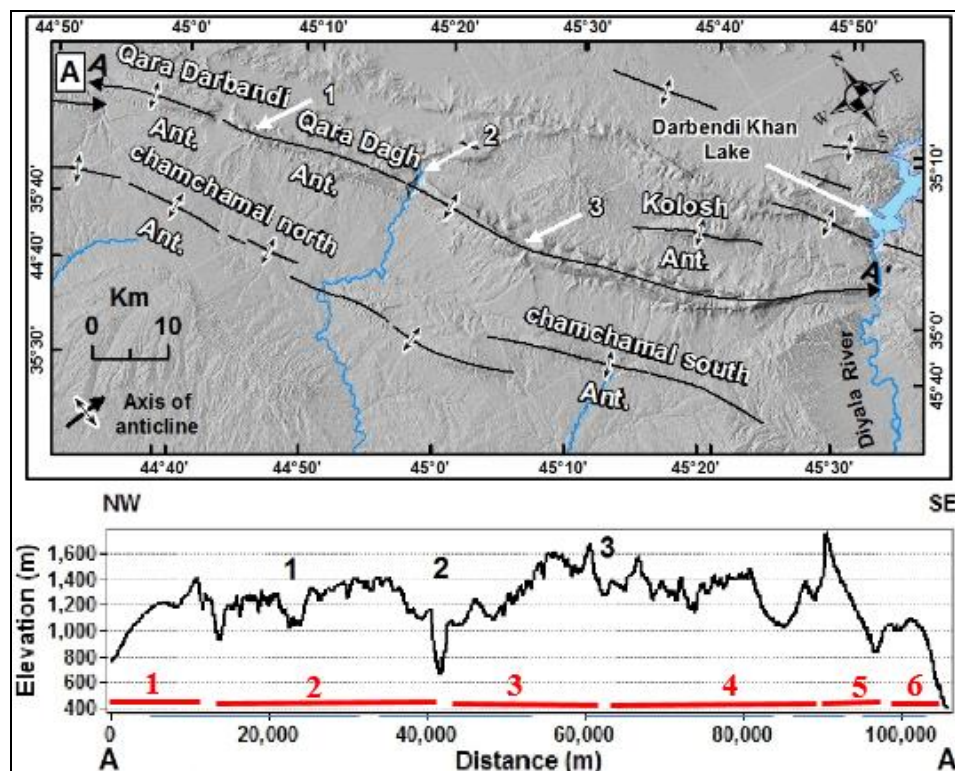 44°50' 45°0' 45°10' 45°20' 45°30' 45°40' 45°50'
A
A
Qara Darbandi
Ant.
1
Qara Dagh
Ant.
2
3
N
E
W
S
Darbendi Khan
Lake
chamchamal north
Ant.
Kolosh
Ant.
A'
chamchamal south
Ant.
Diyala River
35°40'
44°40'
35°30'
35°10'
35°0'
45°40'
Km
0 10
Axis of
anticline
44°40' 44°50' 45°0' 45°10' 45°20' 45°30'
NW SE
Elevation (m)
1,600
1,400
1,200
1,000
800
600
400
1 2 3
1 2 3 4 5 6
0 20,000 40,000 60,000 80,000 100,000
A Distance (m) A